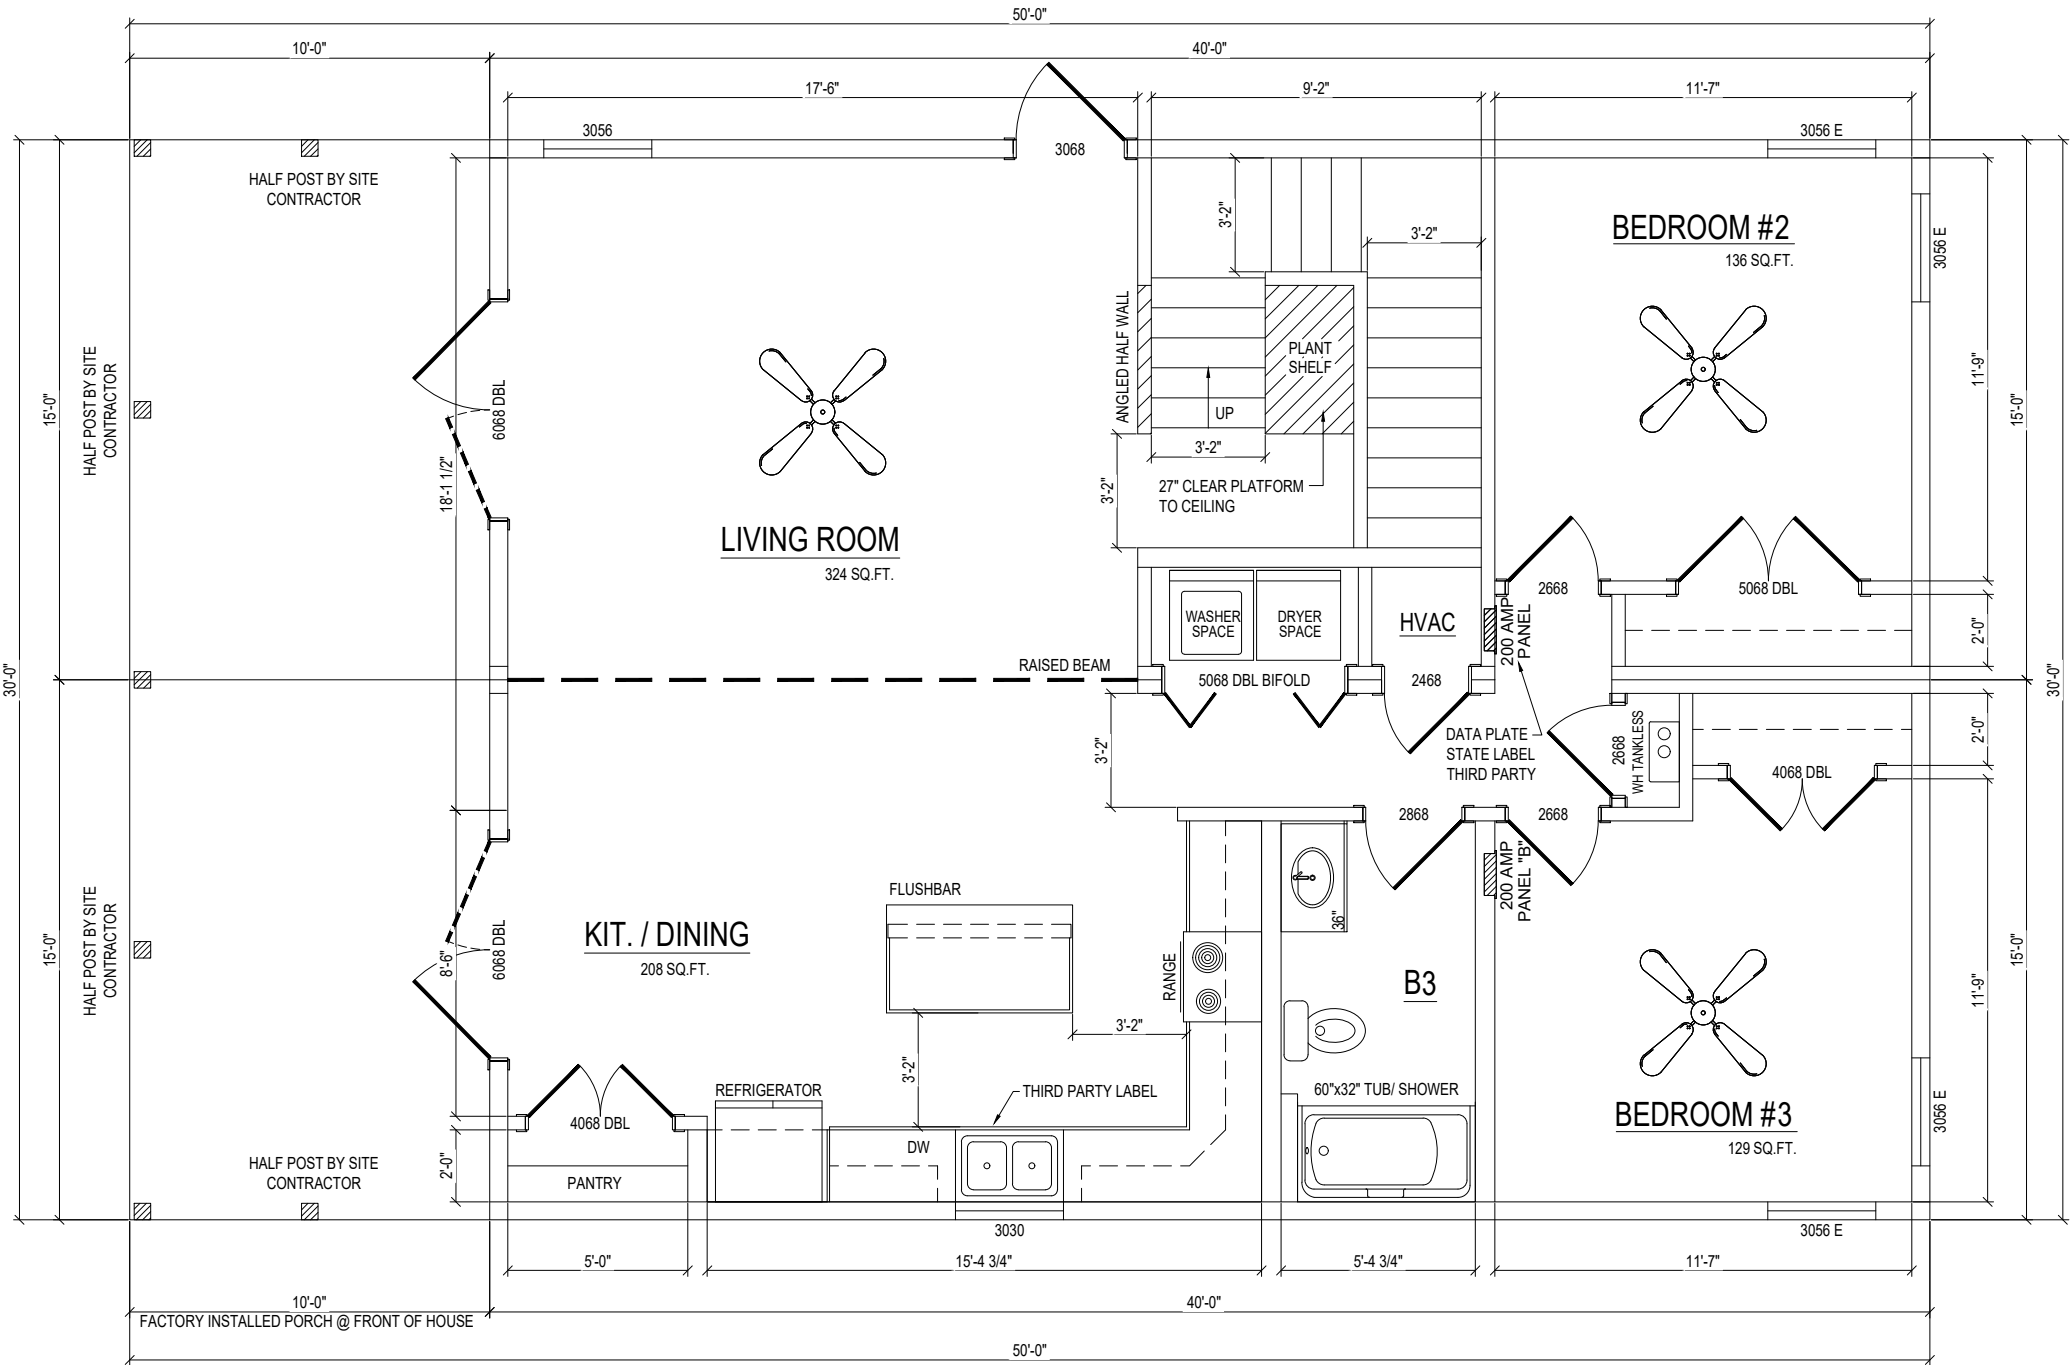 50'-0"
10'-0"
40'-0"
17'-6"
9'-2"
11'-7"
3056
3068
3056 E
HALF POST BY SITE
CONTRACTOR
3'-2"
3'-2"
BEDROOM #2
136 SQ.FT.
3056 E
ANGLED HALF WALL
PLANT
SHELF
UP
3'-2"
3'-2"
27" CLEAR PLATFORM
TO CEILING
11'-9"
15'-0"
15'-0"
HALF POST BY SITE
CONTRACTOR
6068 DBL
18'-1 1/2"
LIVING ROOM
324 SQ.FT.
WASHER
SPACE
DRYER
SPACE
HVAC
200 AMP
PANEL
2668
5068 DBL
2'-0"
30'-0"
30'-0"
RAISED BEAM
5068 DBL BIFOLD
2468
3'-2"
DATA PLATE
STATE LABEL
THIRD PARTY
2668
WH TANKLESS
2'-0"
4068 DBL
2868
2668
200 AMP
PANEL "B"
FLUSHBAR
36"
KIT. / DINING
208 SQ.FT.
HALF POST BY SITE
CONTRACTOR
15'-0"
8'-6"
6068 DBL
RANGE
B3
15'-0"
11'-9"
3'-2"
3'-2"
REFRIGERATOR
THIRD PARTY LABEL
60"x32" TUB/ SHOWER
BEDROOM #3
129 SQ.FT.
3056 E
4068 DBL
DW
HALF POST BY SITE
CONTRACTOR
2'-0"
PANTRY
3030
3056 E
5'-0"
15'-4 3/4"
5'-4 3/4"
11'-7"
10'-0"
40'-0"
FACTORY INSTALLED PORCH @ FRONT OF HOUSE
50'-0"